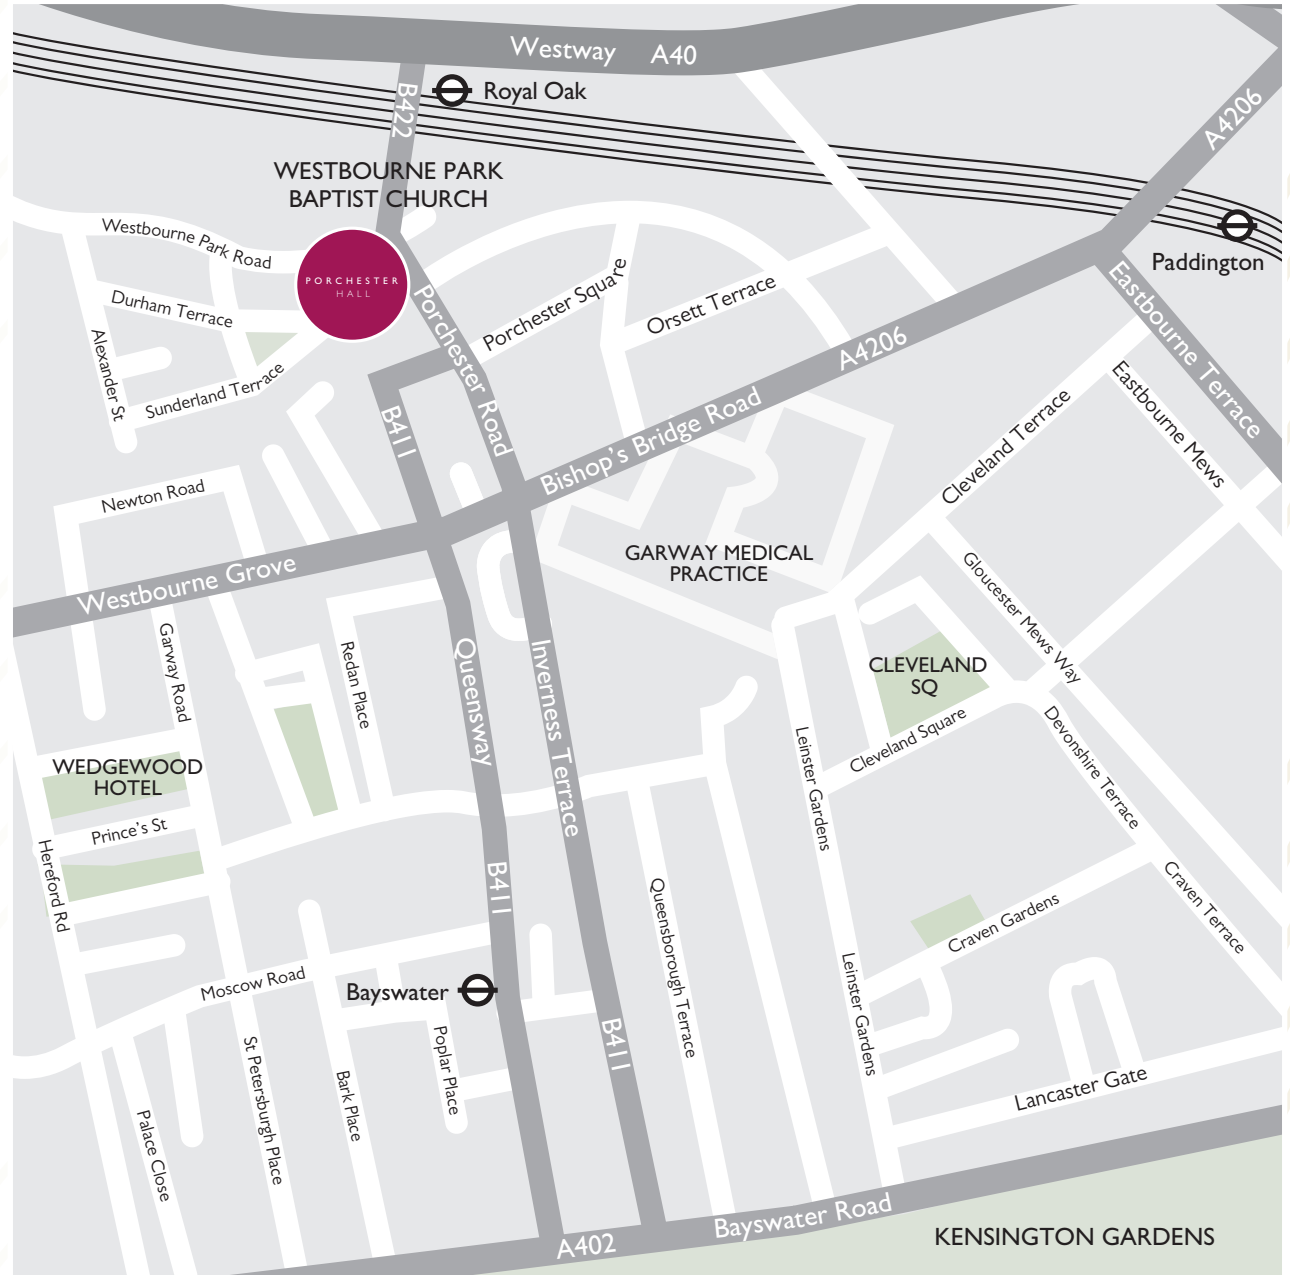 Westway A40
Royal Oak
B422
A4206
WESTBOURNE PARK
BAPTIST CHURCH
Westbourne Park Road
Paddington
PORCHESTER
HALL
Durham Terrace
Porchester Square
Orsett Terrace
Eastbourne Terrace
Alexander St
Porchester Road
A4206
Sunderland Terrace
Eastbourne Mews
B411
Bishop's Bridge Road
Cleveland Terrace
Newton Road
GARWAY MEDICAL
PRACTICE
Westbourne Grove
Gloucester Mews Way
Garway Road
Redan Place
Queensway
Inverness Terrace
CLEVELAND
SQ
Cleveland Square
Leinster Gardens
Devonshire Terrace
WEDGEWOOD
HOTEL
Prince's St
Hereford Rd
B411
Queensborough Terrace
Craven Terrace
Craven Gardens
Moscow Road
Bayswater
Leinster Gardens
B411
Poplar Place
St Petersburgh Place
Bark Place
Lancaster Gate
Palace Close
Bayswater Road
A402
KENSINGTON GARDENS